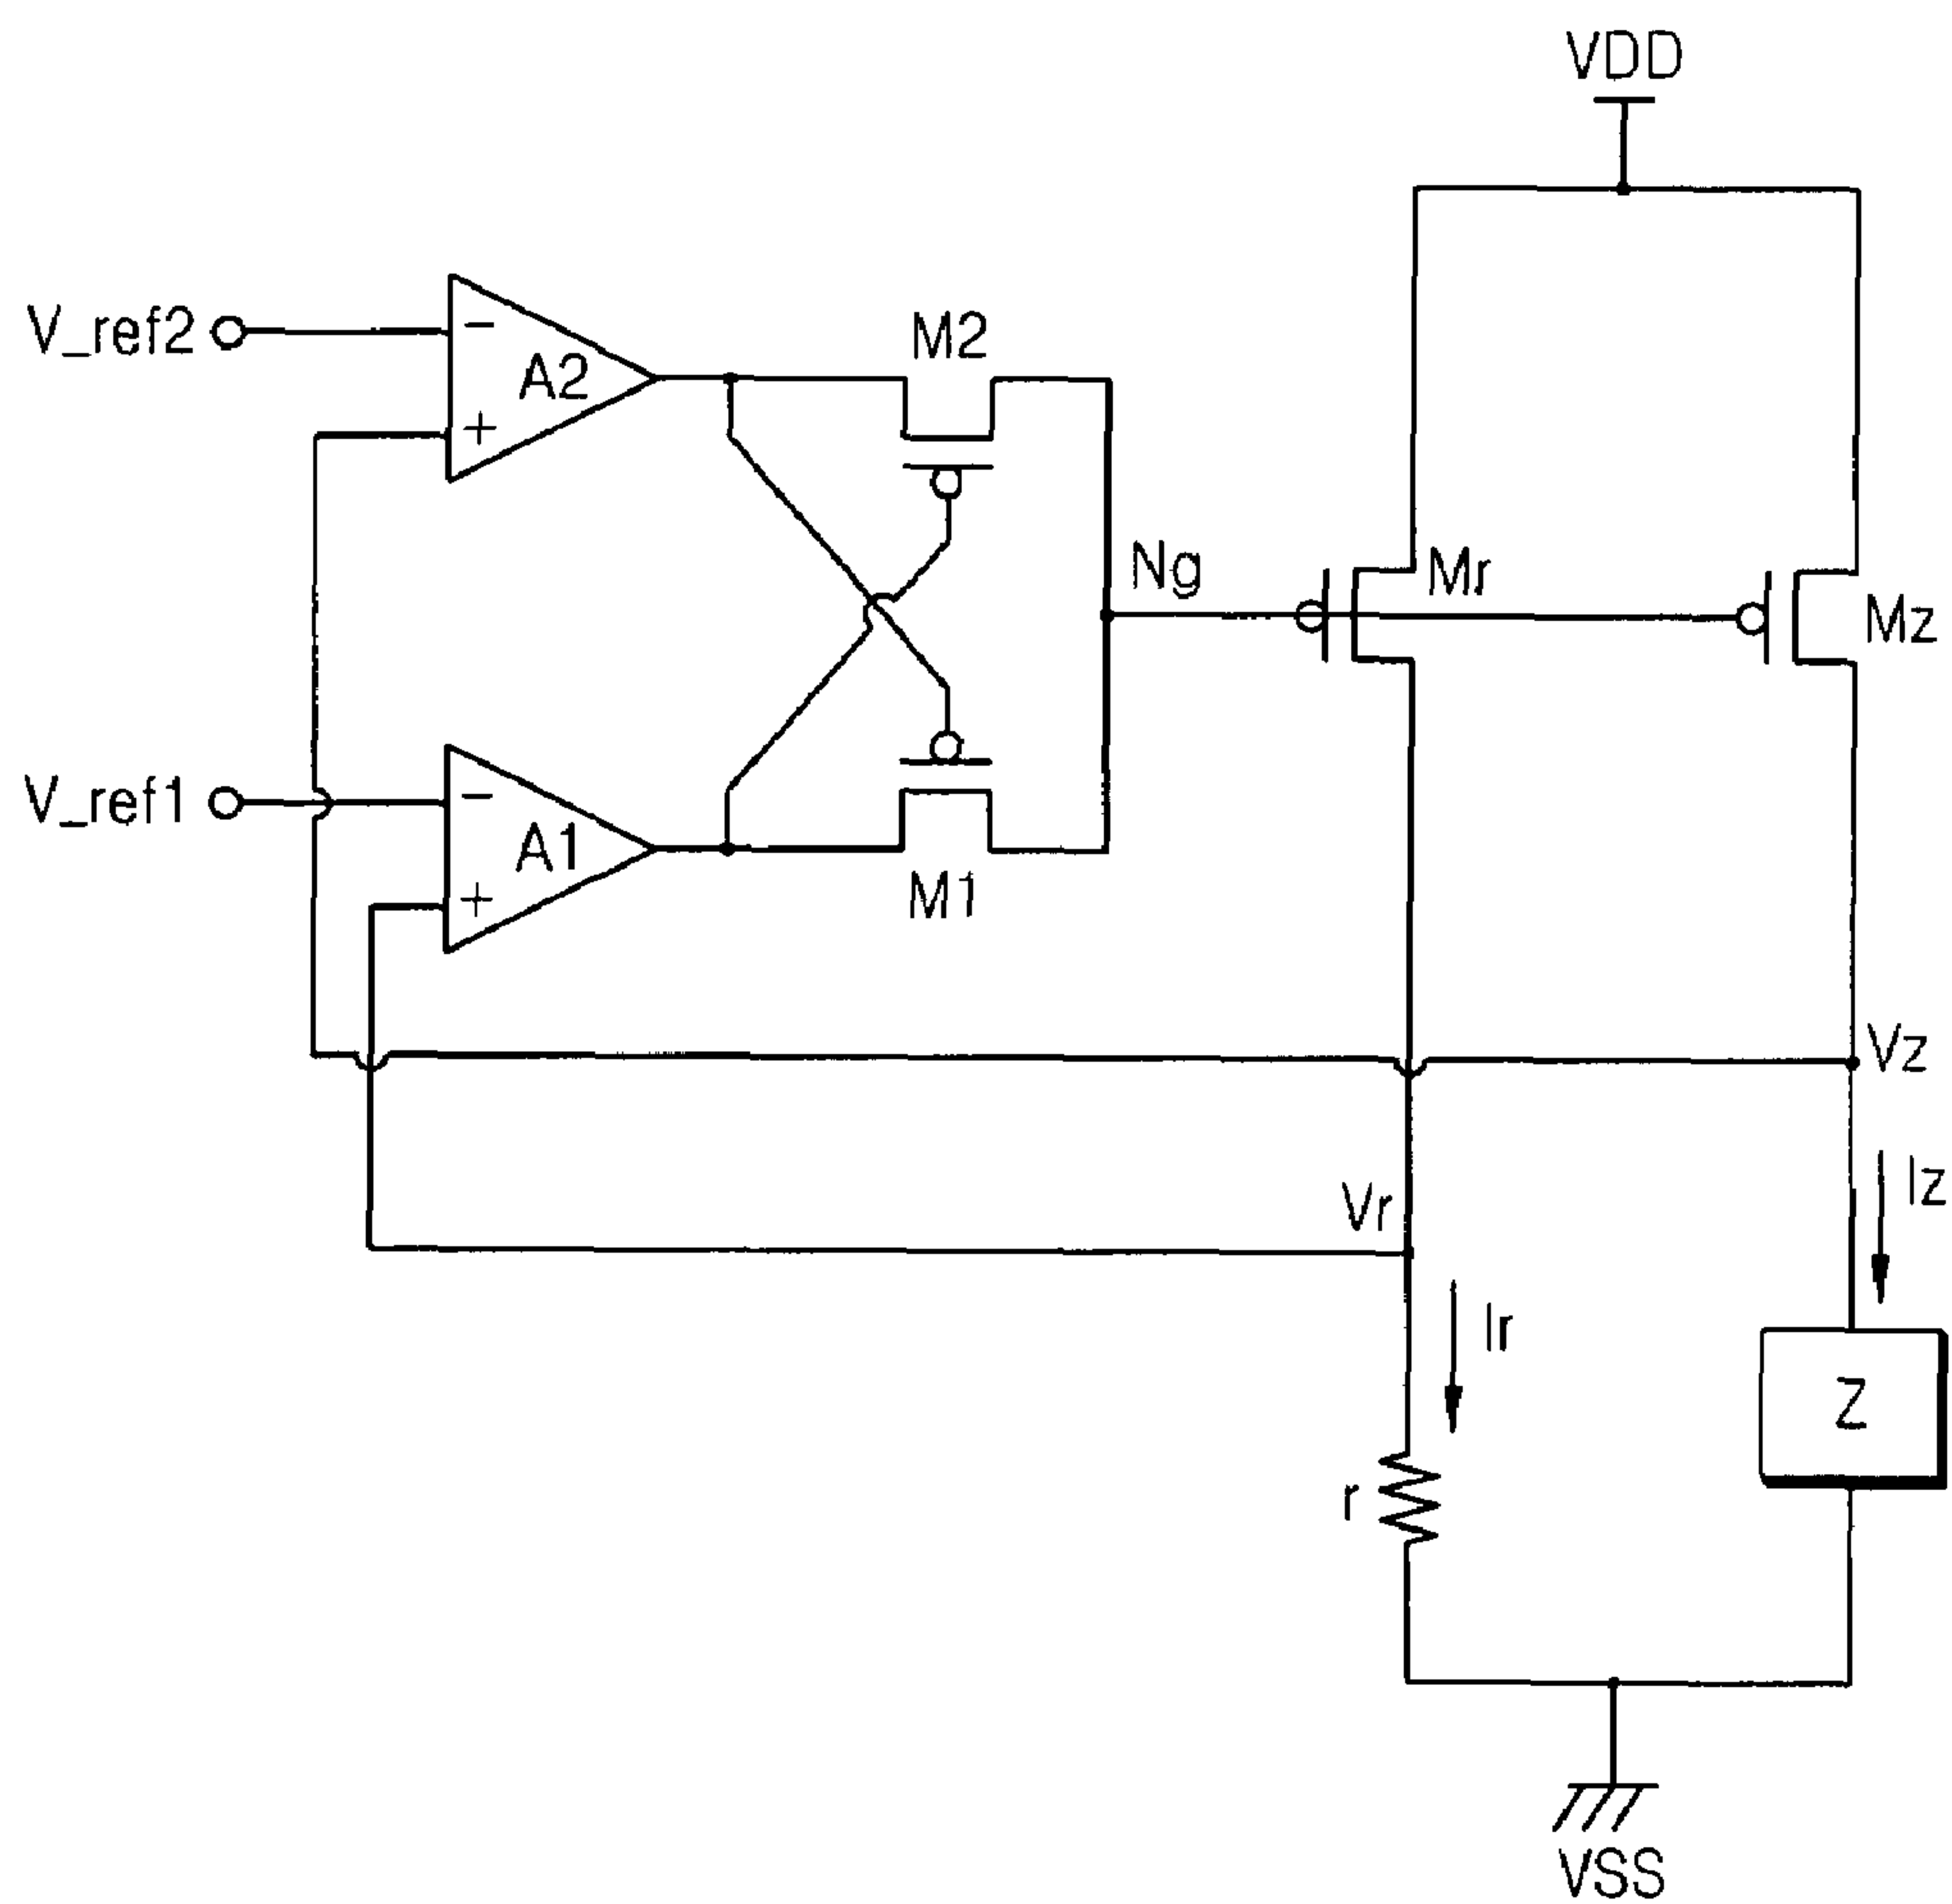 VDD
V_ref2
−
A2
+
M2
Ng
Mr
Mz
V_ref1
−
A1
+
M1
Vz
Iz
Vr
Ir
Z
r
VSS